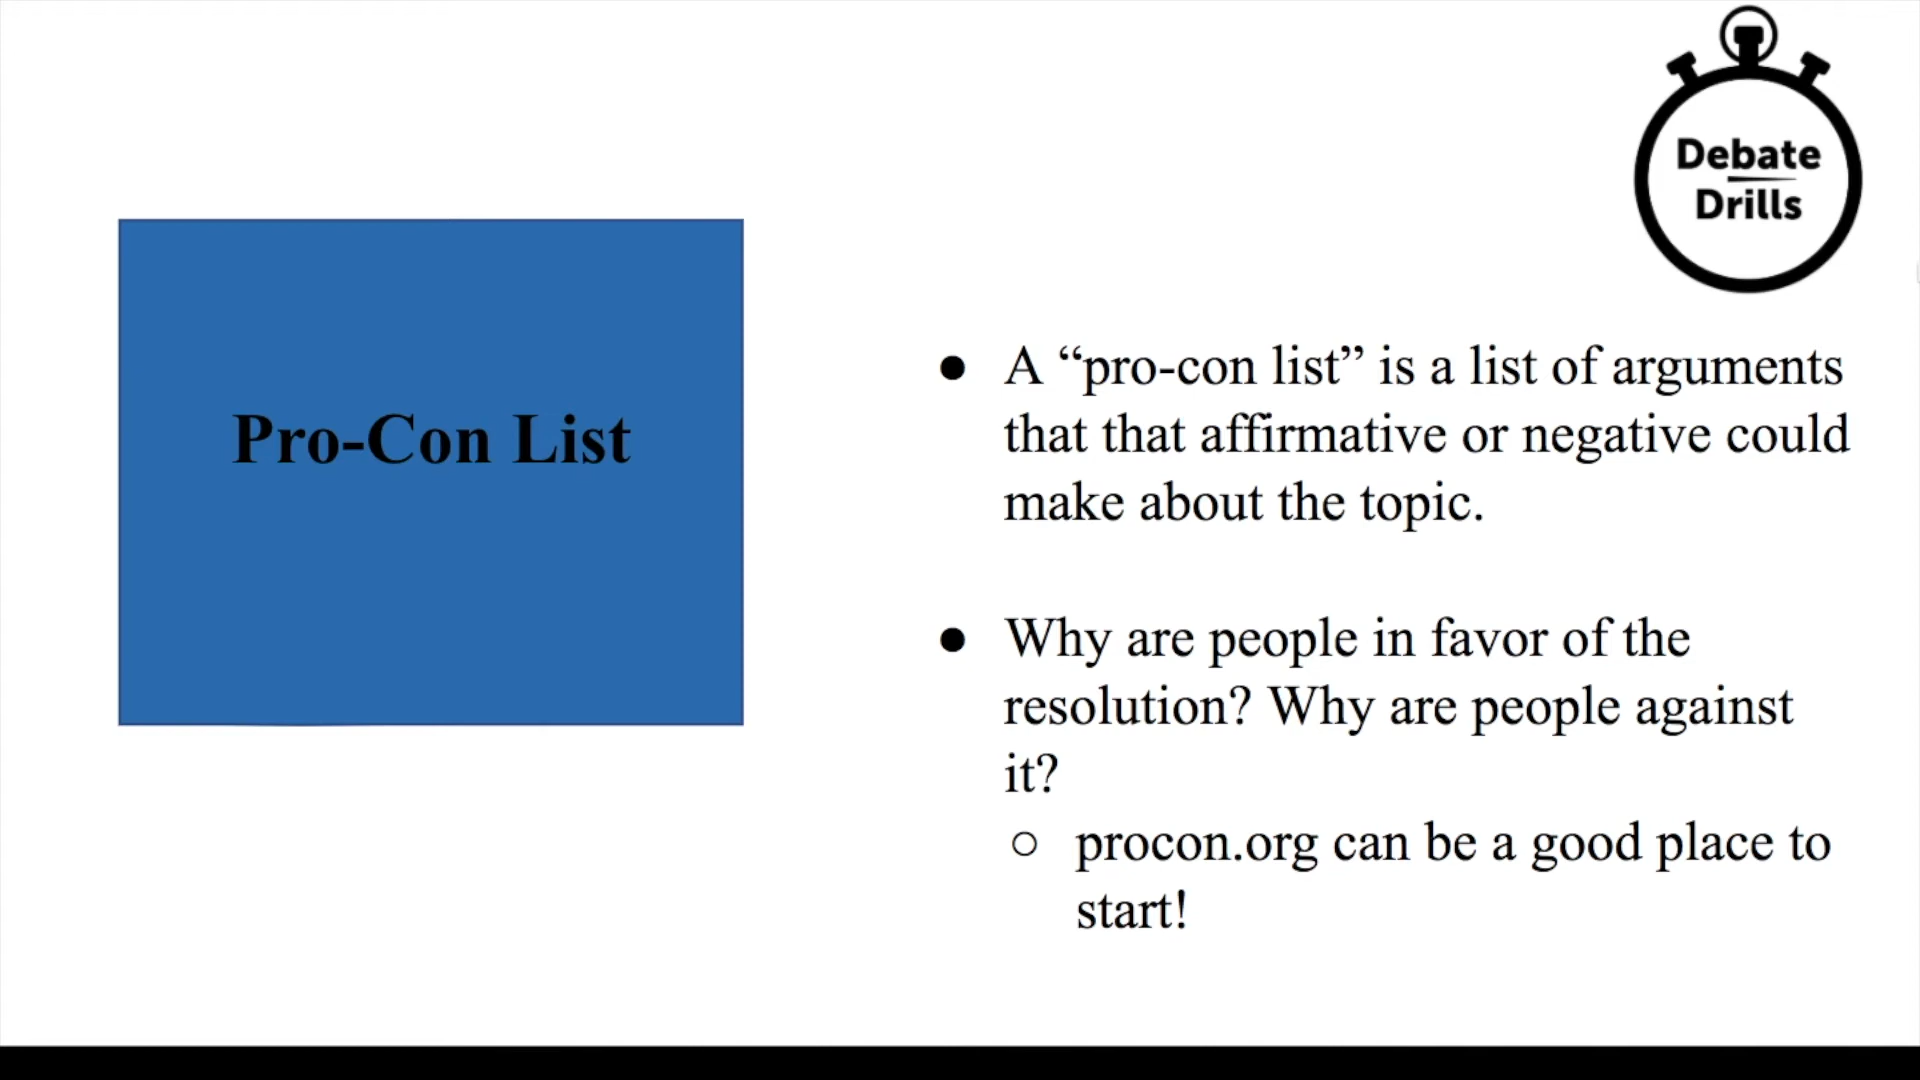 Debate
Drills
Pro-Con List
● A “pro-con list” is a list of arguments
that that affirmative or negative could
make about the topic.
● Why are people in favor of the
resolution? Why are people against
it?
○ procon.org can be a good place to
start!